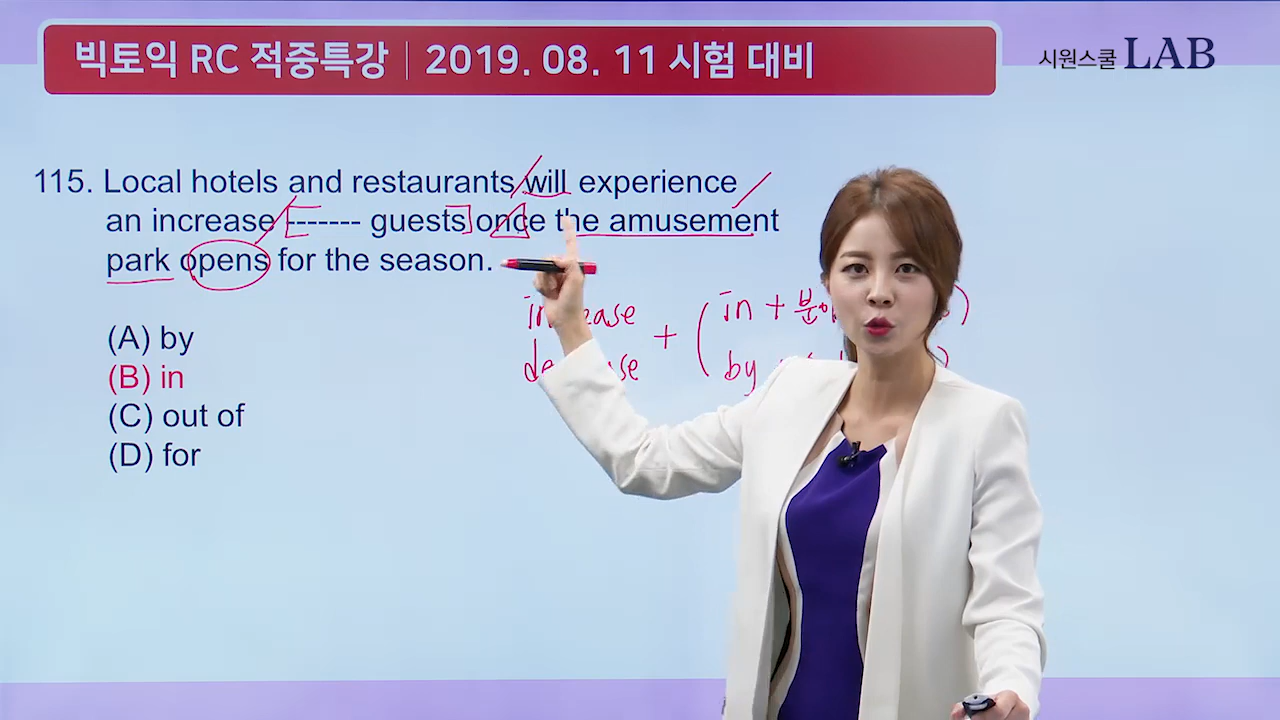 빅토익 RC 적중특강 | 2019. 08. 11 시험 대비
시원스쿨 LAB
115. Local hotels and restaurants will experience
an increase ------- guests once the amusement
park opens for the season.
(A) by
(B) in
(C) out of
(D) for
+ ( in +
by